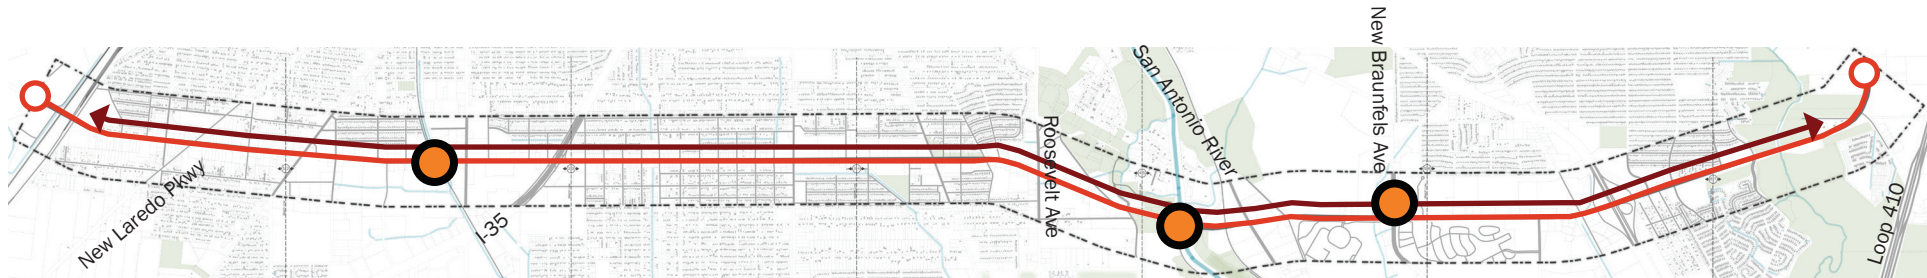 New Laredo Pkwy
I-35
Roosevelt Ave
San Antonio River
New Braunfels Ave
Loop 410